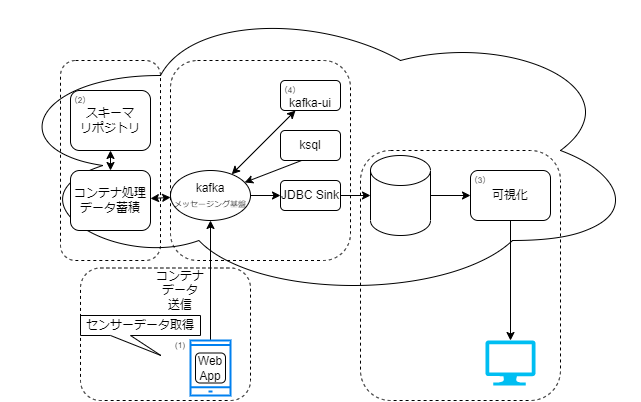 (2)
スキーマ
リポジトリ
コンテナ処理
データ蓄積
kafka
メッセージング基盤
(4)
kafka-ui
ksql
JDBC Sink
(3)
可視化
コンテナ
データ
送信
センサーデータ取得
(1)
Web
App